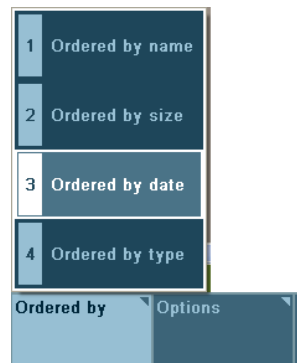 1 Ordered by name
2 Ordered by size
3 Ordered by date
4 Ordered by type
Ordered by Options